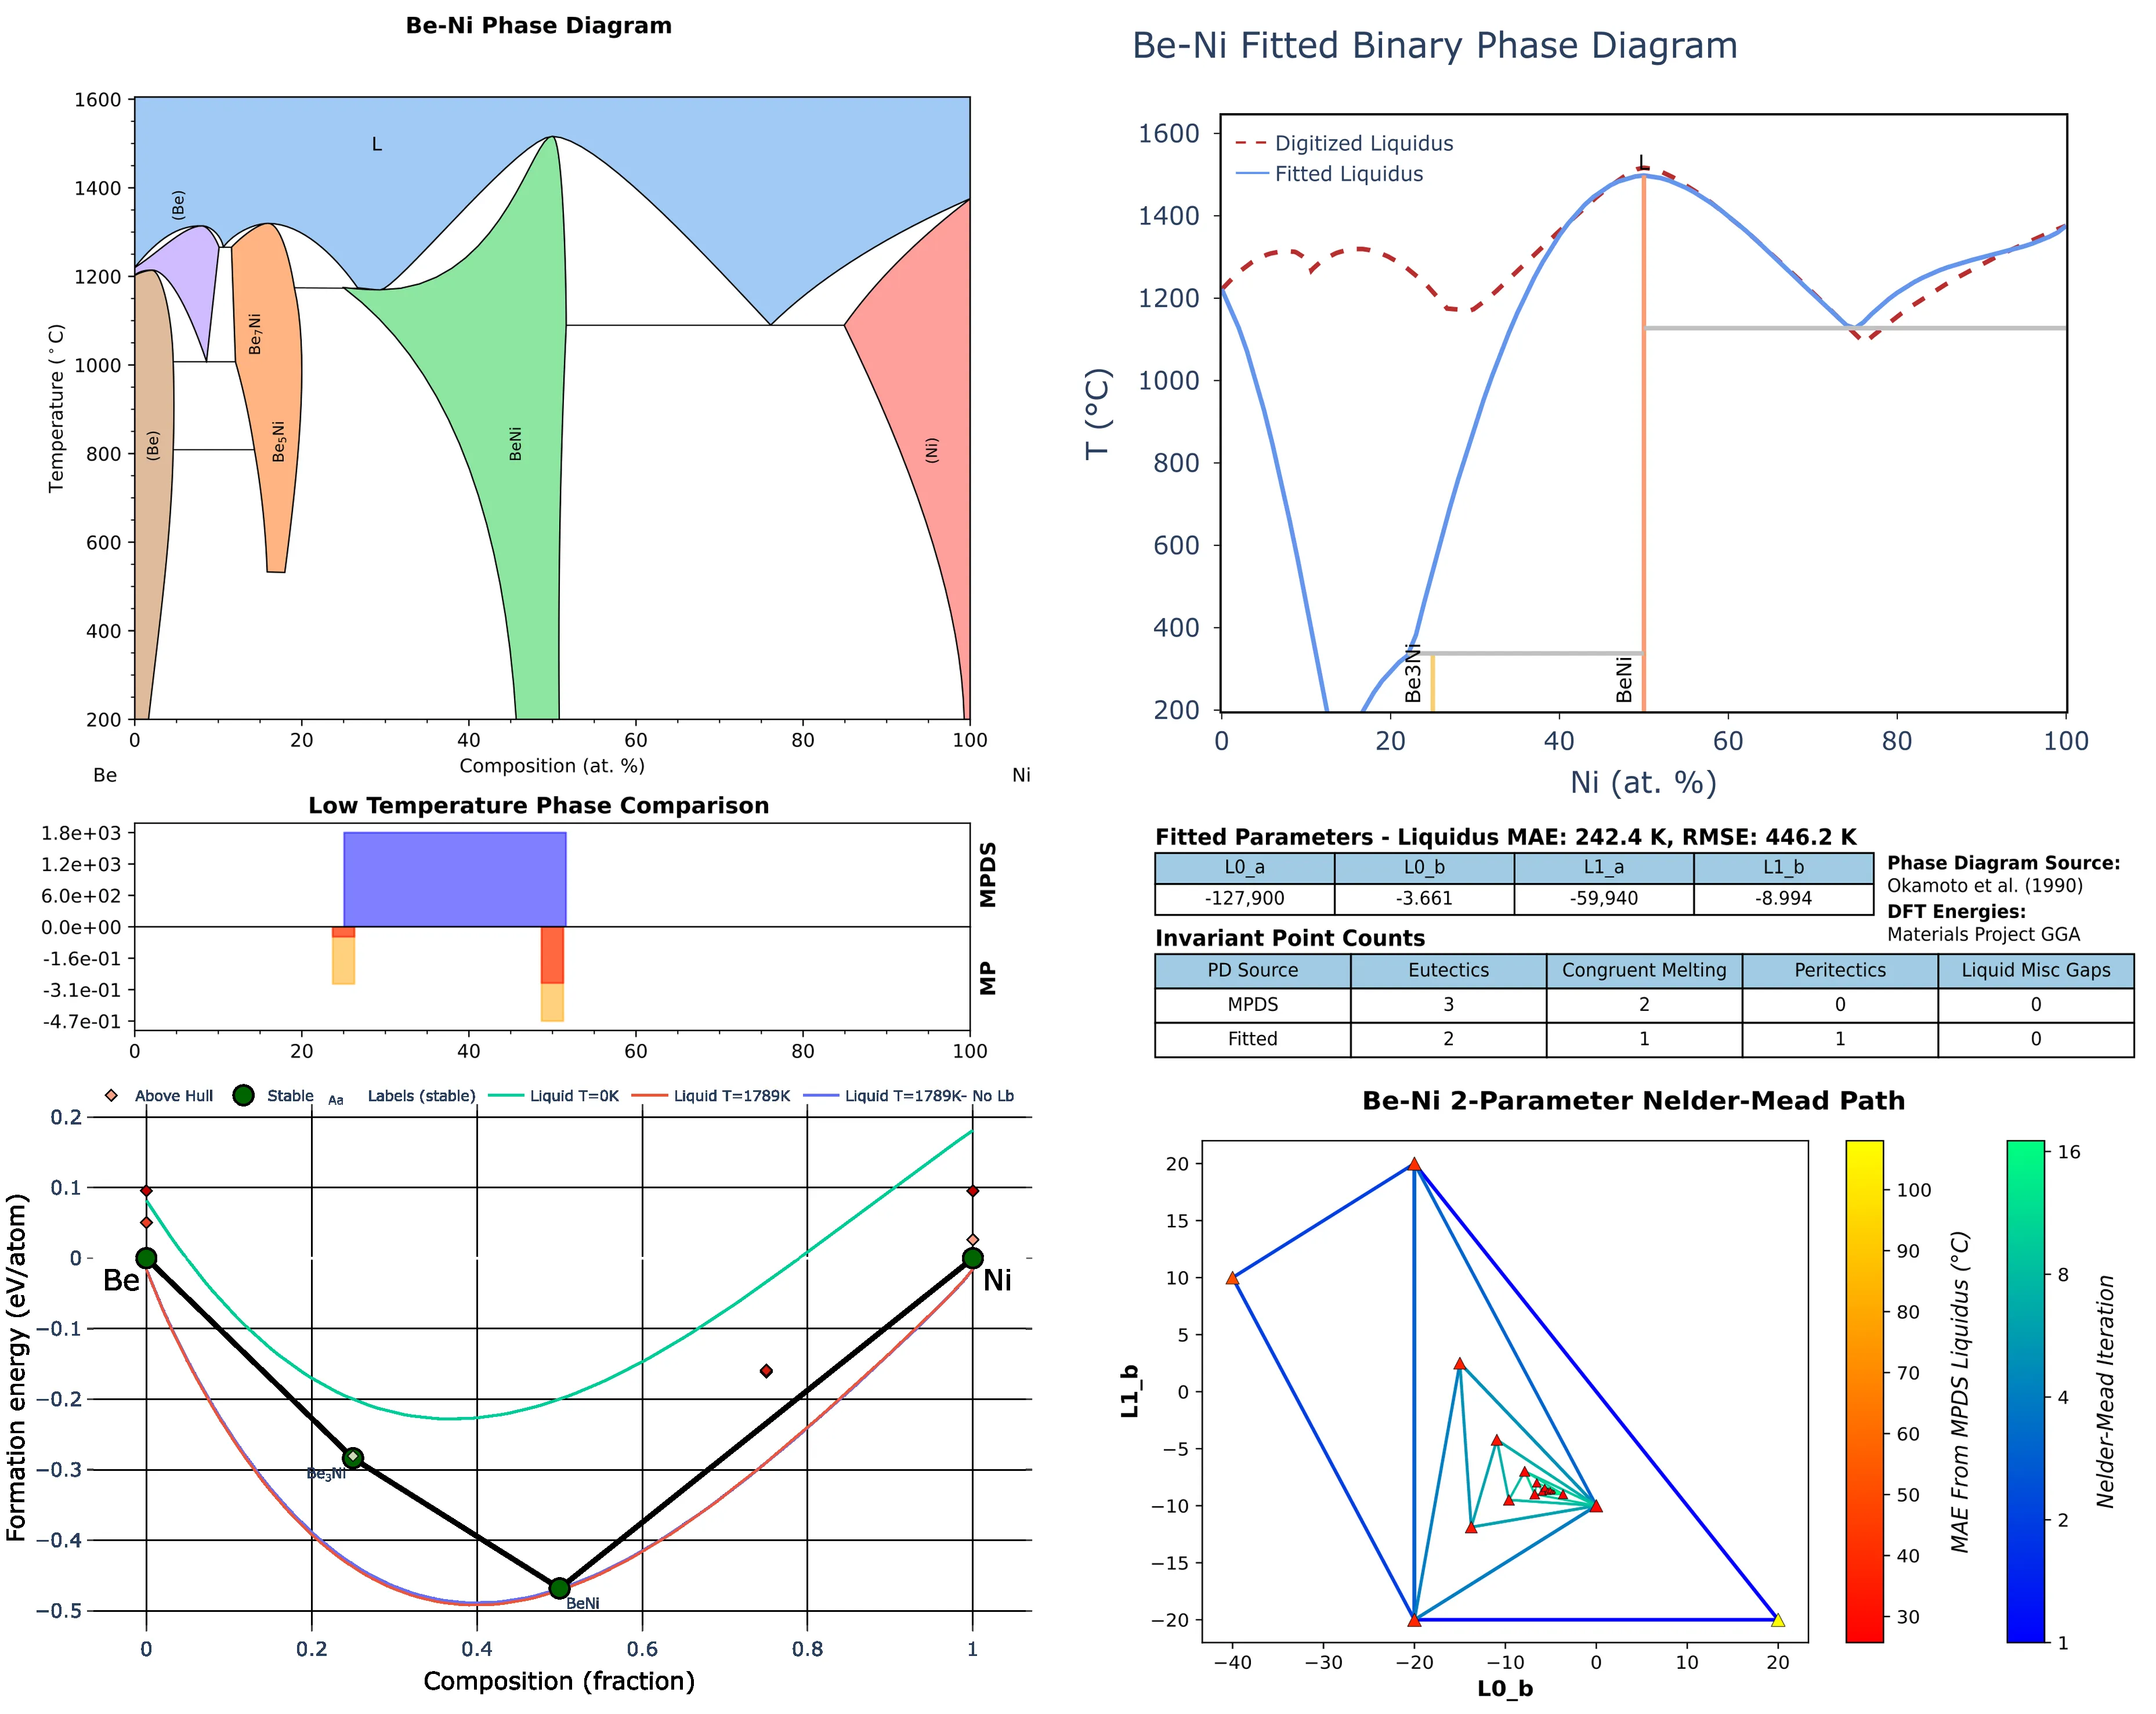 Be-Ni Phase Diagram
1600
1400
1200
1000
800
600
400
200
Temperature (°C)
L
(Be)
(Be)
Be7Ni
Be5Ni
BeNi
(Ni)
0 20 40 60 80 100
Composition (at. %)
Be Ni
Be-Ni Fitted Binary Phase Diagram
1600
1400
1200
1000
800
600
400
200
T (°C)
Digitized Liquidus
Fitted Liquidus
L
Be3Ni
BeNi
0 20 40 60 80 100
Ni (at. %)
Low Temperature Phase Comparison
1.8e+03
1.2e+03
6.0e+02
0.0e+00
-1.6e-01
-3.1e-01
-4.7e-01
MPDS
MP
0 20 40 60 80 100
Fitted Parameters - Liquidus MAE: 242.4 K, RMSE: 446.2 K
L0_a L0_b L1_a L1_b
-127,900 -3.661 -59,940 -8.994
Phase Diagram Source:
Okamoto et al. (1990)
DFT Energies:
Materials Project GGA
Invariant Point Counts
PD Source Eutectics Congruent Melting Peritectics Liquid Misc Gaps
MPDS 3 2 0 0
Fitted 2 1 1 0
Above Hull Stable Aa Labels (stable) Liquid T=0K Liquid T=1789K Liquid T=1789K- No Lb
0.2
0.1
0
−0.1
−0.2
−0.3
−0.4
−0.5
Formation energy (eV/atom)
Be
Ni
Be3Ni
BeNi
0 0.2 0.4 0.6 0.8 1
Composition (fraction)
Be-Ni 2-Parameter Nelder-Mead Path
20
15
10
5
0
−5
−10
−15
−20
L1_b
−40 −30 −20 −10 0 10 20
L0_b
100
90
80
70
60
50
40
30
MAE From MPDS Liquidus (°C)
16
8
4
2
1
Nelder-Mead Iteration